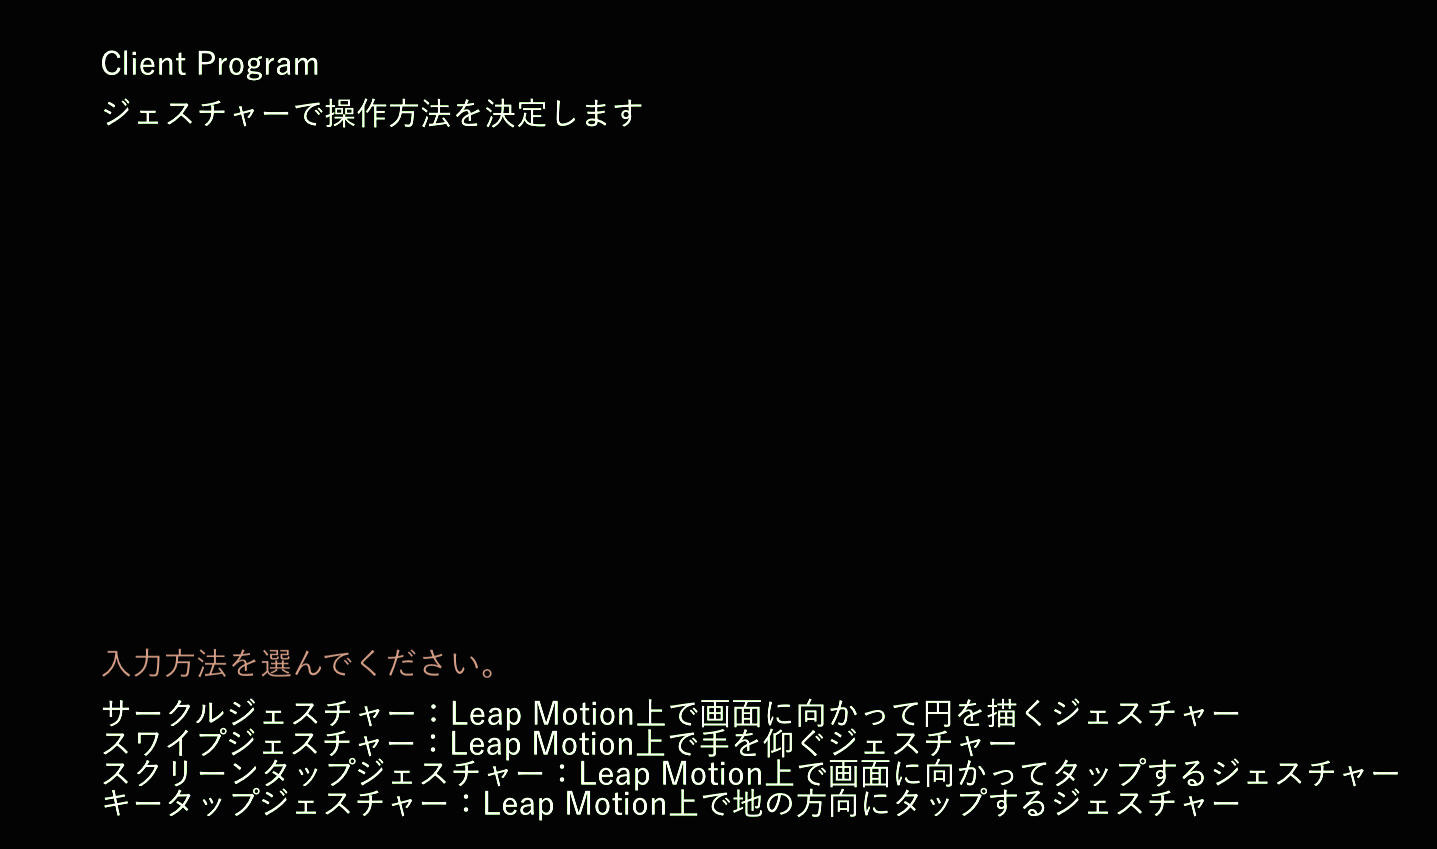 Client Program
ジェスチャーで操作方法を決定します
入力方法を選んでください。
サークルジェスチャー：Leap Motion上で画面に向かって円を描くジェスチャー
スワイプジェスチャー：Leap Motion上で手を仰ぐジェスチャー
スクリーンタップジェスチャー：Leap Motion上で画面に向かってタップするジェスチャー
キータップジェスチャー：Leap Motion上で地の方向にタップするジェスチャー